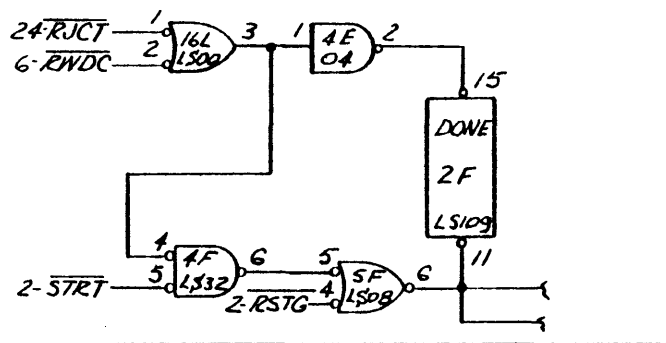 24-RJCT 1
16L 3 1 4E 2
6-RWDC 2 LS00 04
15
DONE
2F
LS109
4 4F 6 5 5F 6 11
2-STRT 5 LS32 2-RSTG 4 LS08